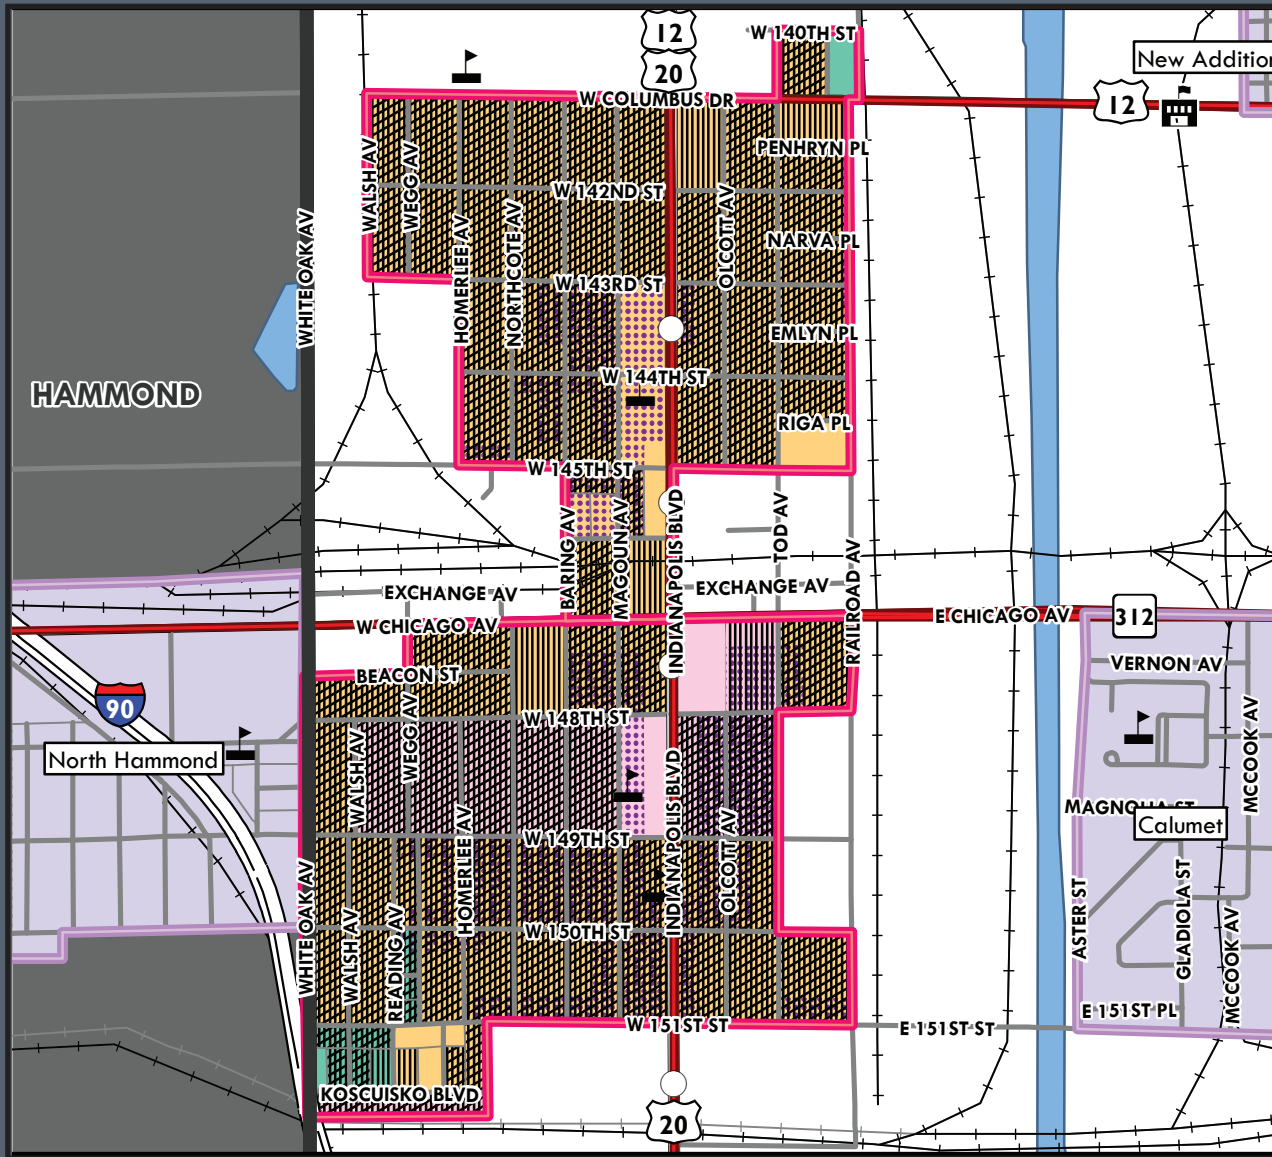 12
20
W 140TH ST
New Addition
W COLUMBUS DR
12
PENHRYN PL
WALSH AV
WEGG AV
W 142ND ST
OLCOTT AV
WHITE OAK AV
HOMERLEE AV
NORTHCOTE AV
NARVA PL
W 143RD ST
EMLYN PL
HAMMOND
W 144TH ST
RIGA PL
W 145TH ST
BARING AV
MAGOUN AV
INDIANAPOLIS BLVD
TOD AV
RAILROAD AV
EXCHANGE AV
EXCHANGE AV
W CHICAGO AV
E CHICAGO AV
312
BEACON ST
VERNON AV
90
WEGG AV
W 148TH ST
MCCOOK AV
North Hammond
WALSH AV
INDIANAPOLIS BLVD
MAGNOLIA ST
Calumet
HOMERLEE AV
W 149TH ST
OLCOTT AV
WHITE OAK AV
WALSH AV
READING AV
W 150TH ST
ASTER ST
GLADIOLA ST
MCCOOK AV
E 151ST PL
W 151ST ST
E 151ST ST
KOSCUISKO BLVD
20